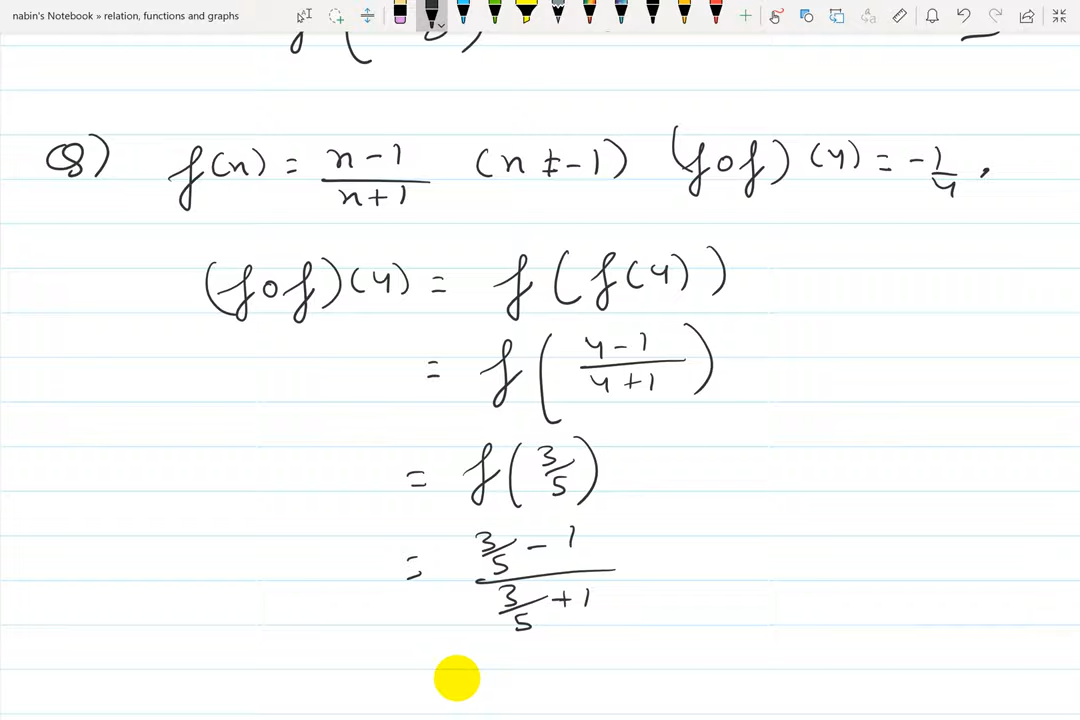 nabin's Notebook » relation, functions and graphs
Q) f(x) = (x - 1)/(x + 1) (x ≠ -1) (fof)(4) = -1/4.
(fof)(4) = f(f(4))
= f((4 - 1)/(4 + 1))
= f(3/5)
= (3/5 - 1)/(3/5 + 1)